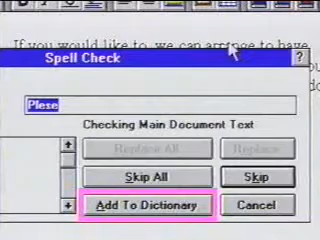 If you would like to, we can arrange to have
Spell Check
?
Plese
Checking Main Document Text
Replace All
Replace
Skip All
Skip
Add To Dictionary
Cancel